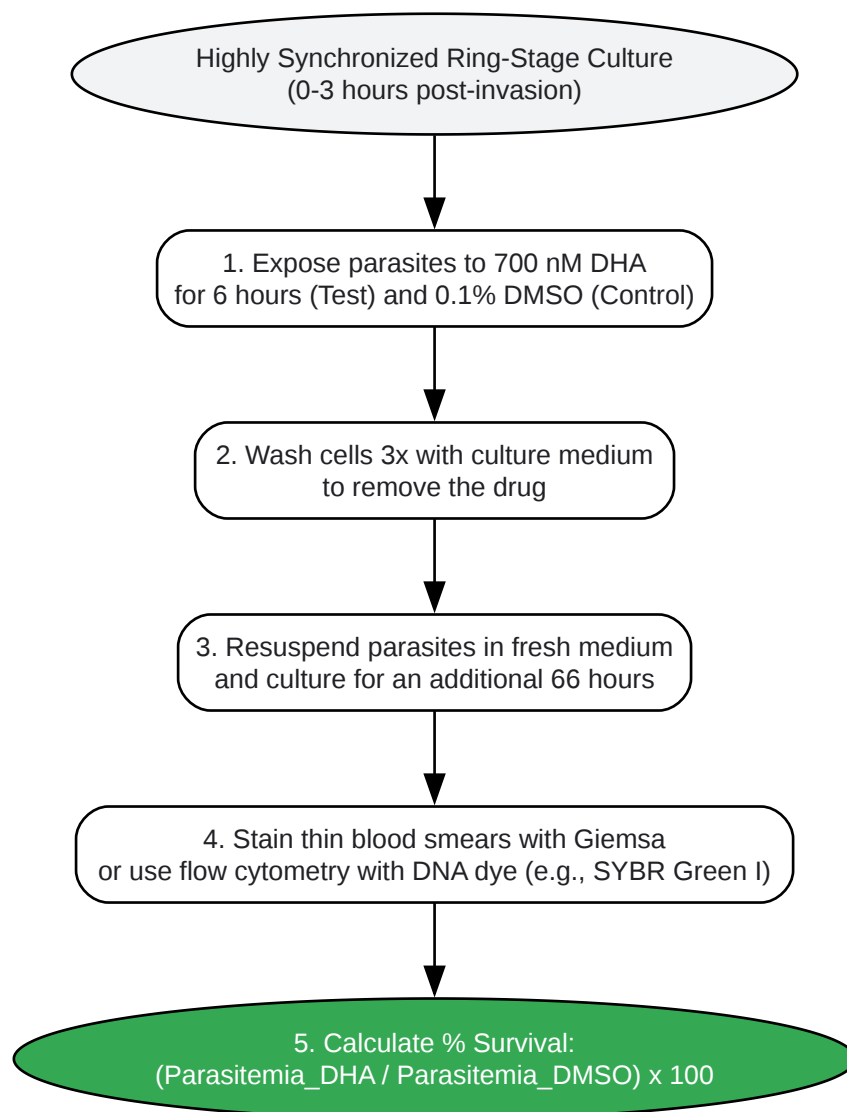 Highly Synchronized Ring-Stage Culture
(0-3 hours post-invasion)
1. Expose parasites to 700 nM DHA
for 6 hours (Test) and 0.1% DMSO (Control)
2. Wash cells 3x with culture medium
to remove the drug
3. Resuspend parasites in fresh medium
and culture for an additional 66 hours
4. Stain thin blood smears with Giemsa
or use flow cytometry with DNA dye (e.g., SYBR Green I)
5. Calculate % Survival:
(Parasitemia_DHA / Parasitemia_DMSO) x 100